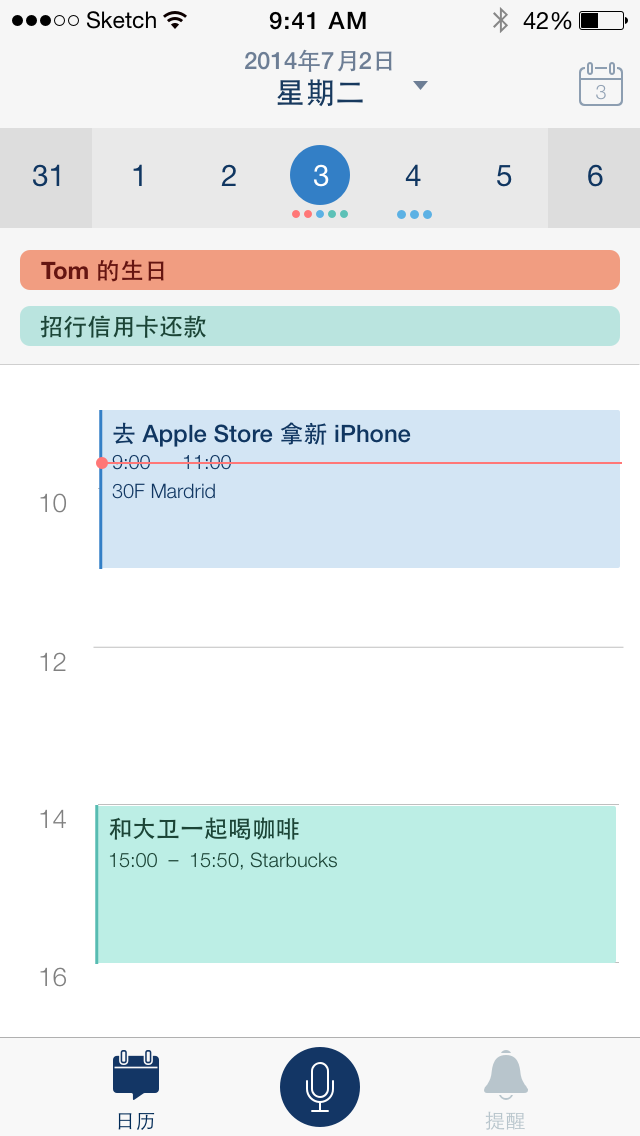 Sketch 9:41 AM 42%
2014年7月2日
星期二
3
31 1 2 3 4 5 6
Tom 的生日
招行信用卡还款
去 Apple Store 拿新 iPhone
9:00 11:00
30F Mardrid
10
12
14
和大卫一起喝咖啡
15:00 – 15:50, Starbucks
16
日历
提醒